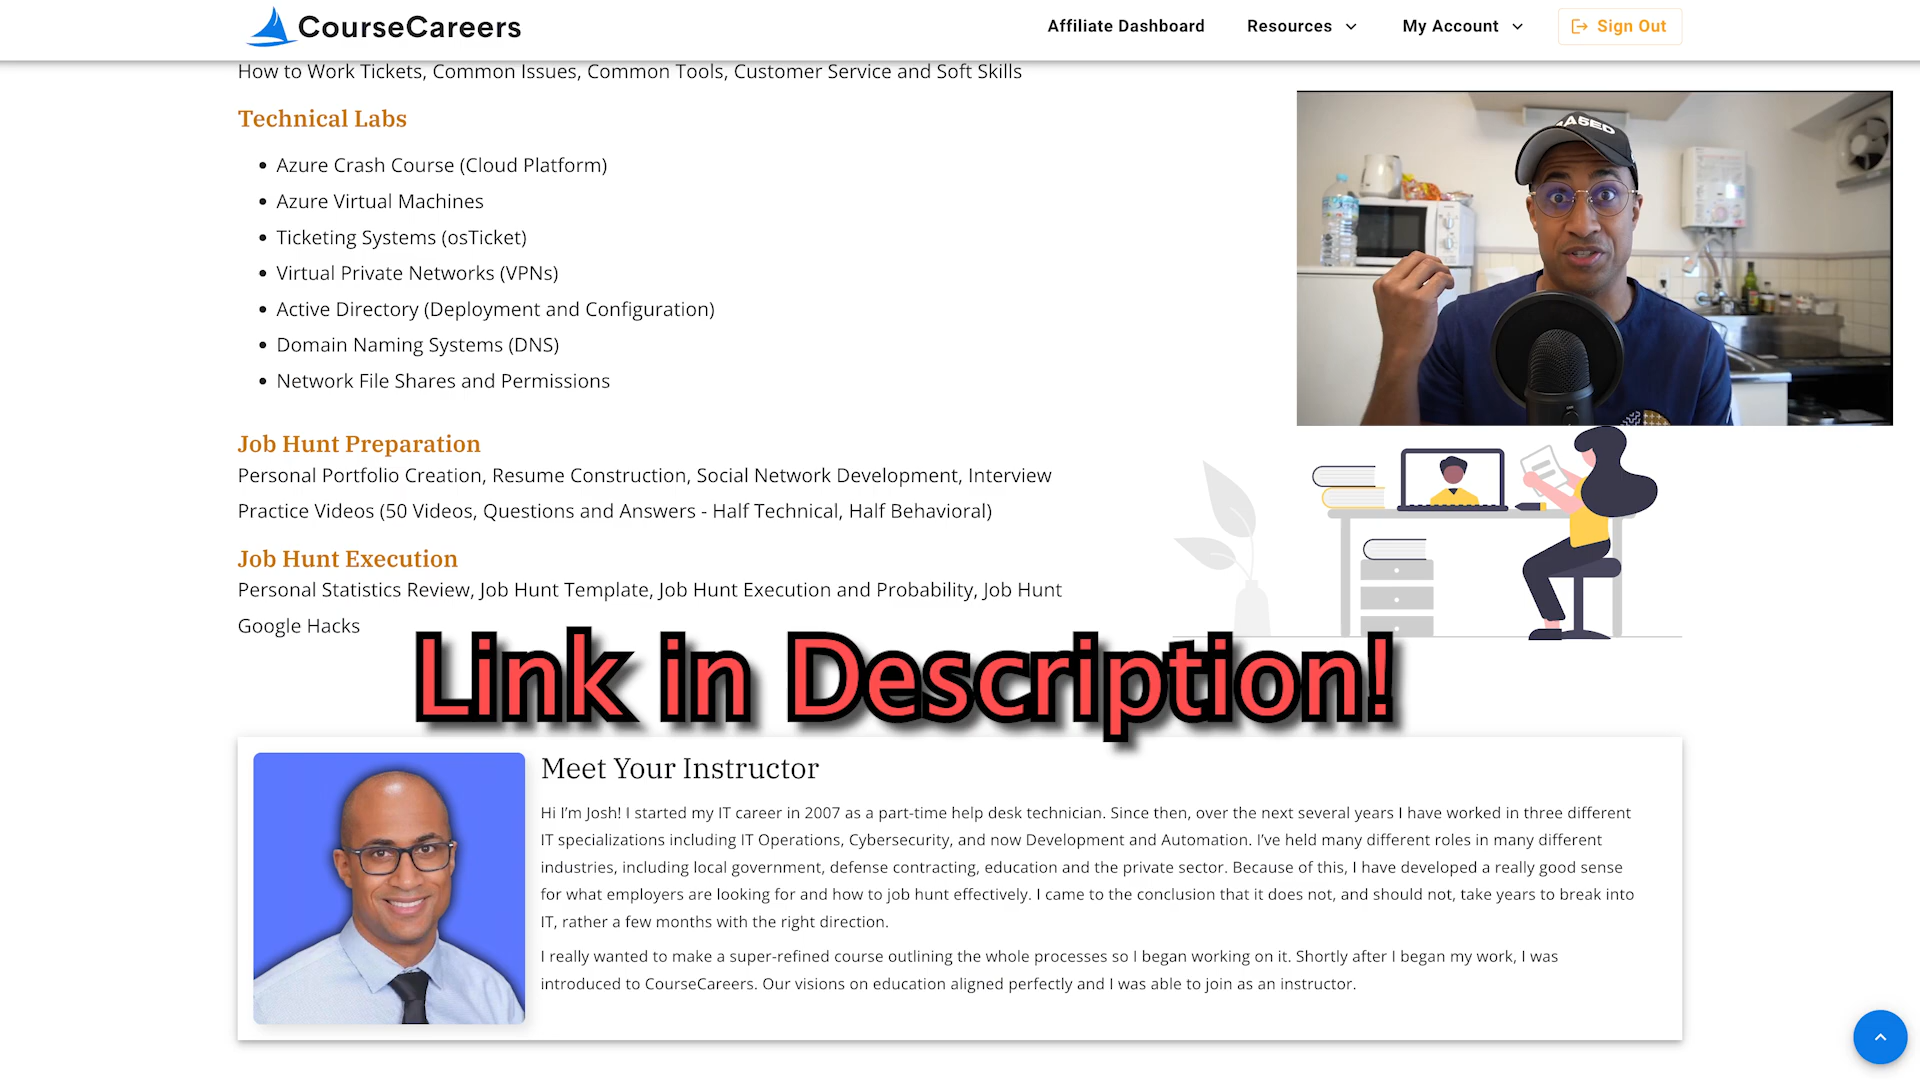 CourseCareers
Affiliate Dashboard
Resources
My Account
Sign Out
How to Work Tickets, Common Issues, Common Tools, Customer Service and Soft Skills
Technical Labs
• Azure Crash Course (Cloud Platform)
• Azure Virtual Machines
• Ticketing Systems (osTicket)
• Virtual Private Networks (VPNs)
• Active Directory (Deployment and Configuration)
• Domain Naming Systems (DNS)
• Network File Shares and Permissions
BA5ED
Job Hunt Preparation
Personal Portfolio Creation, Resume Construction, Social Network Development, Interview
Practice Videos (50 Videos, Questions and Answers - Half Technical, Half Behavioral)
Job Hunt Execution
Personal Statistics Review, Job Hunt Template, Job Hunt Execution and Probability, Job Hunt
Google Hacks
Link in Description!
Meet Your Instructor
Hi I'm Josh! I started my IT career in 2007 as a part-time help desk technician. Since then, over the next several years I have worked in three different
IT specializations including IT Operations, Cybersecurity, and now Development and Automation. I've held many different roles in many different
industries, including local government, defense contracting, education and the private sector. Because of this, I have developed a really good sense
for what employers are looking for and how to job hunt effectively. I came to the conclusion that it does not, and should not, take years to break into
IT, rather a few months with the right direction.
I really wanted to make a super-refined course outlining the whole processes so I began working on it. Shortly after I began my work, I was
introduced to CourseCareers. Our visions on education aligned perfectly and I was able to join as an instructor.